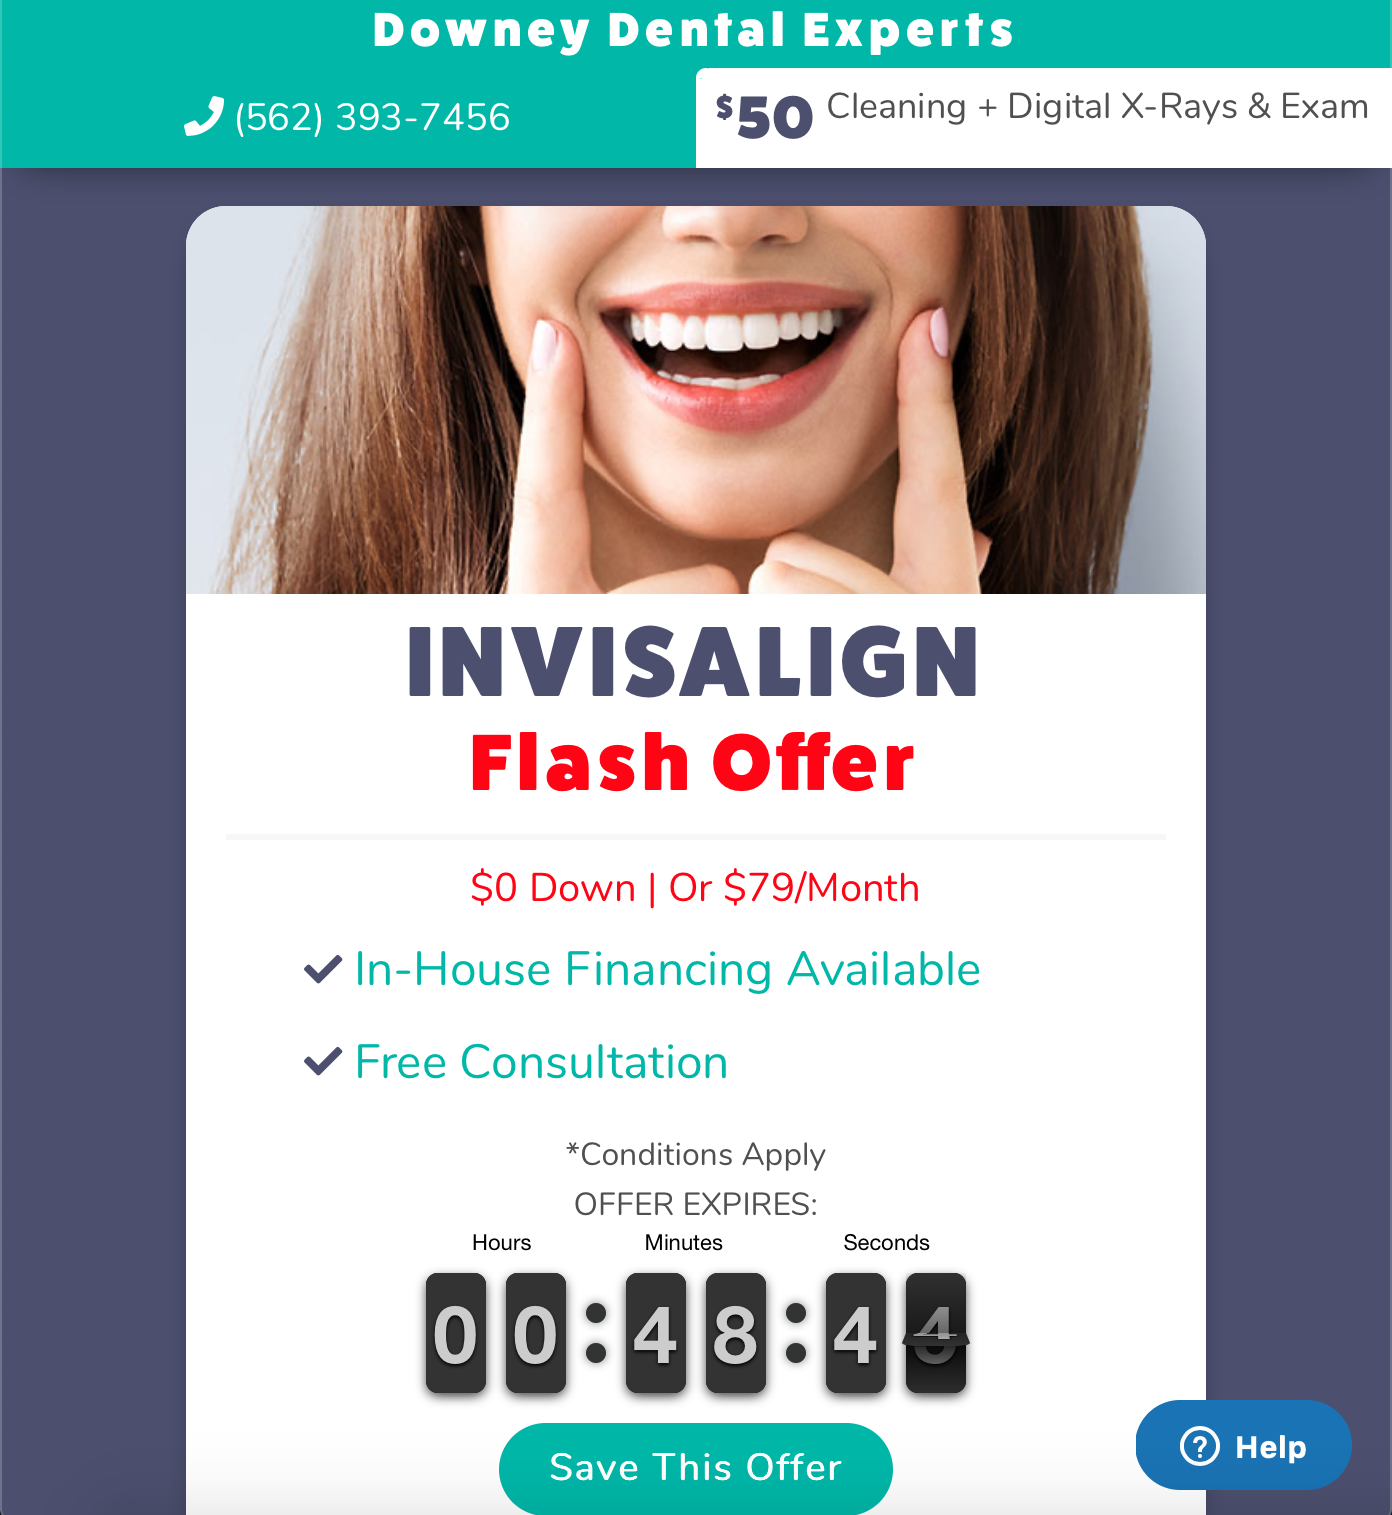 Downey Dental Experts
(562) 393-7456
$50 Cleaning + Digital X-Rays & Exam
INVISALIGN
Flash Offer
$0 Down | Or $79/Month
In-House Financing Available
Free Consultation
*Conditions Apply
OFFER EXPIRES:
Hours Minutes Seconds
00:48:4
Save This Offer
Help